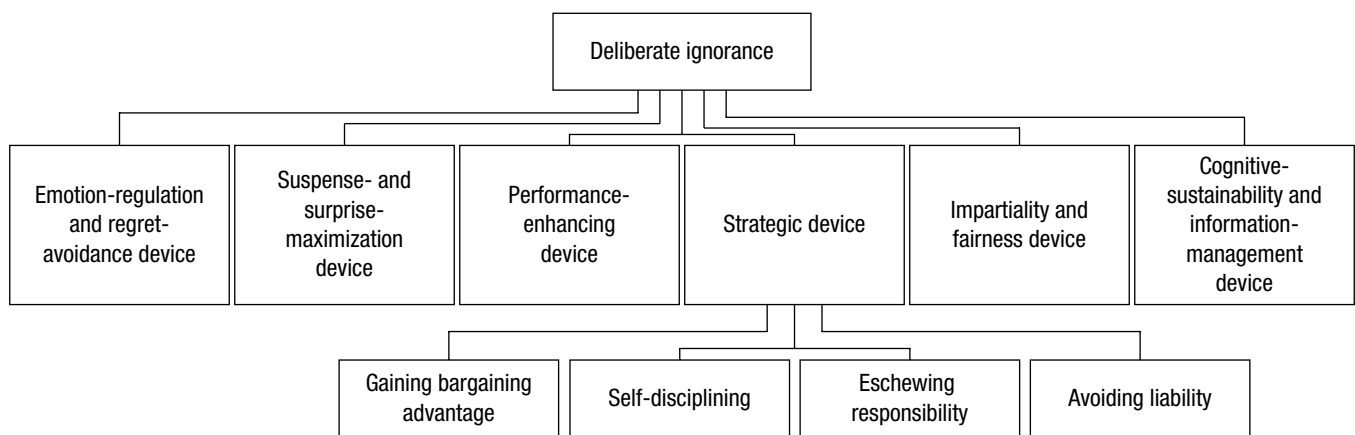 Deliberate ignorance
Emotion-regulation
and regret-
avoidance device
Suspense- and
surprise-
maximization
device
Performance-
enhancing
device
Strategic device
Impartiality and
fairness device
Cognitive-
sustainability and
information-
management
device
Gaining bargaining
advantage
Self-disciplining
Eschewing
responsibility
Avoiding liability